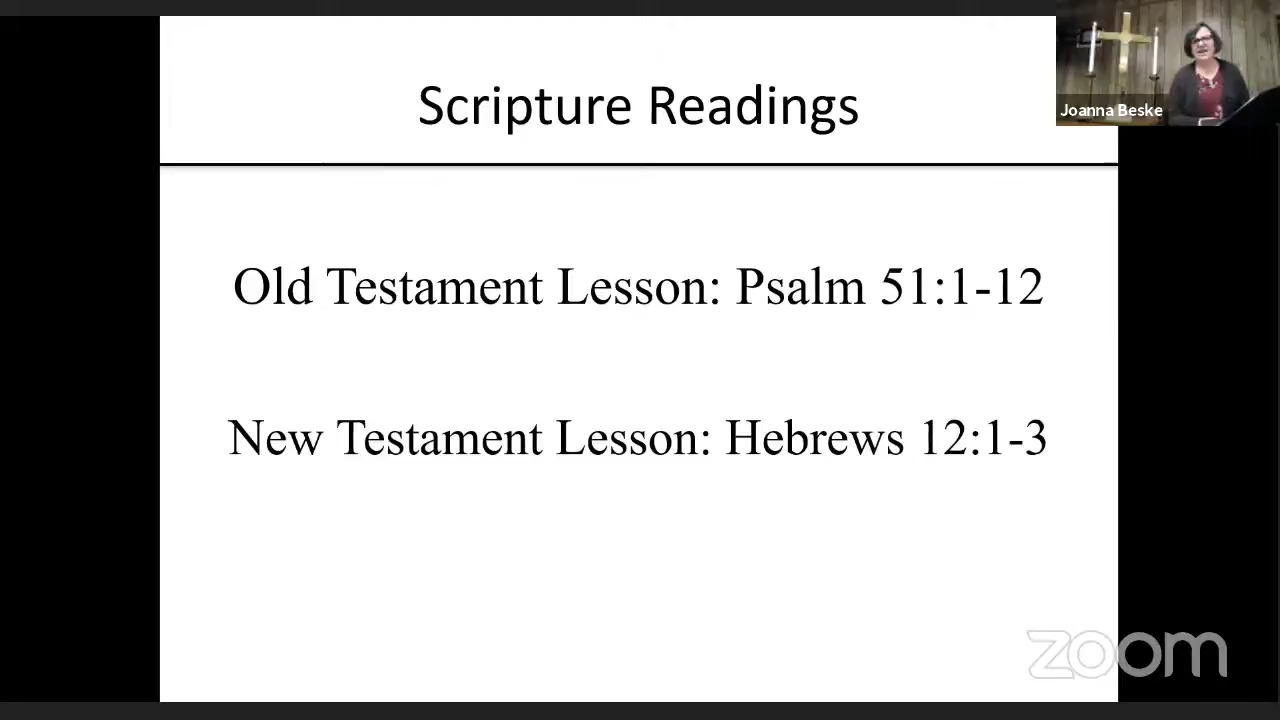 Scripture Readings
Joanna Beske
Old Testament Lesson: Psalm 51:1-12
New Testament Lesson: Hebrews 12:1-3
zoom